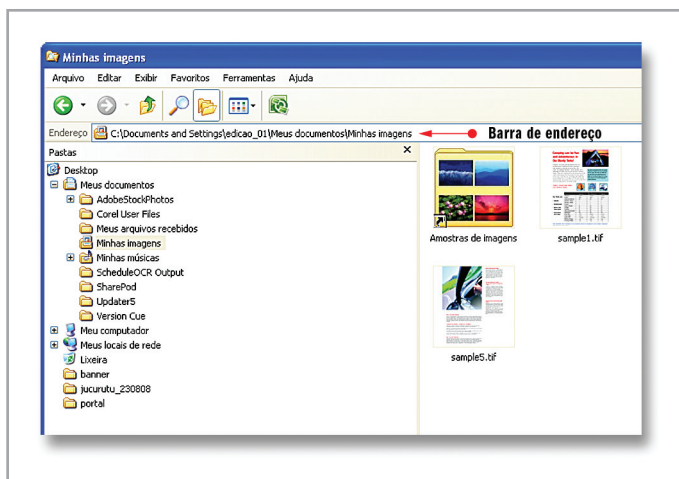 Minhas imagens
Arquivo Editar Exibir Favoritos Ferramentas Ajuda
Endereço C:\Documents and Settings\edicao_01\Meus documentos\Minhas imagens Barra de endereço
Pastas
Desktop
Meus documentos
AdobeStockPhotos
Corel User Files
Meus arquivos recebidos
Minhas imagens
Minhas músicas
ScheduleOCR Output
SharePod
Updater5
Version Cue
Meu computador
Meus locais de rede
Lixeira
banner
jucurutu_230808
portal
Amostras de imagens sample1.tif
sample5.tif